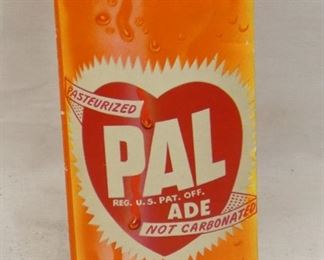 PASTEURIZED
PAL
REG. U.S. PAT. OFF.
ADE
NOT CARBONATED